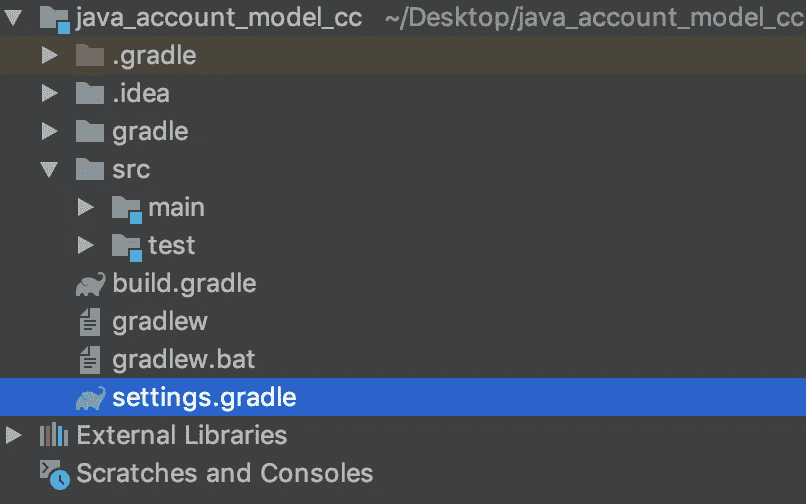 java_account_model_cc ~/Desktop/java_account_model_cc
.gradle
.idea
gradle
src
main
test
build.gradle
gradlew
gradlew.bat
settings.gradle
External Libraries
Scratches and Consoles